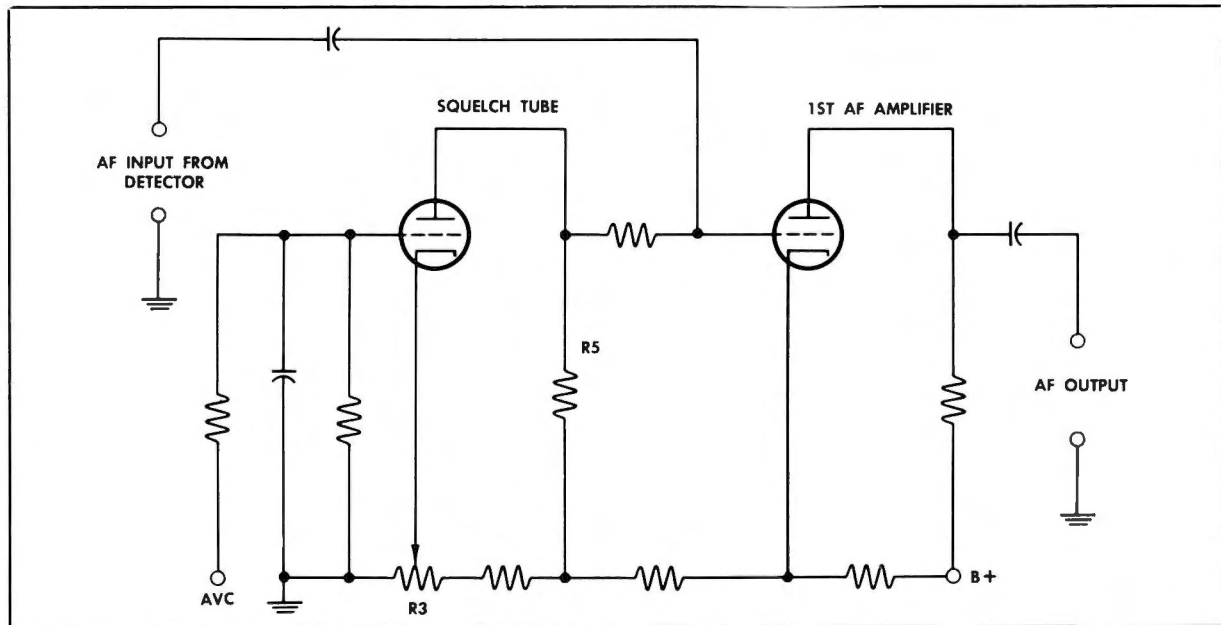 SQUELCH TUBE
1ST AF AMPLIFIER
AF INPUT FROM
DETECTOR
R5
AF OUTPUT
AVC
R3
B+